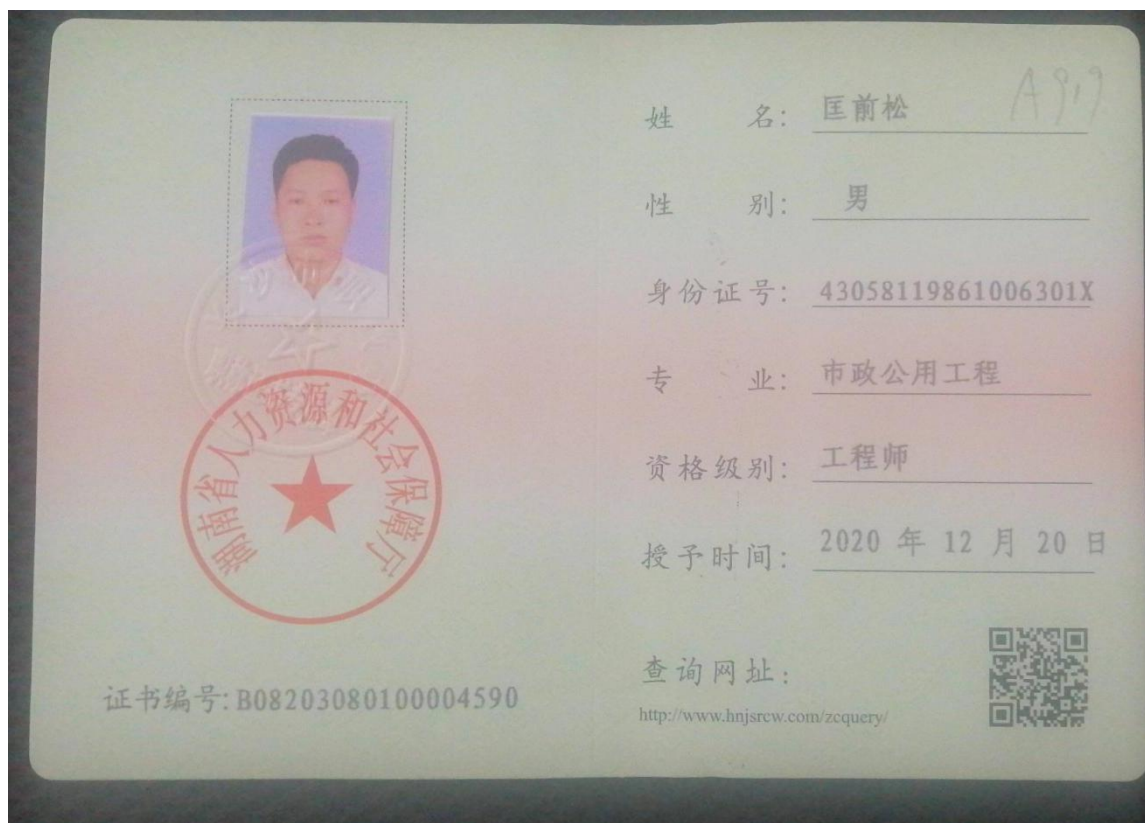 湖南省人力资源和社会保障厅
证书编号:B08203080100004590
A919
姓 名: 匡前松
性 别: 男
身份证号: 43058119861006301X
专 业: 市政公用工程
资格级别: 工程师
授予时间: 2020 年 12 月 20 日
查询网址:
http://www.hnjsrcw.com/zcquery/